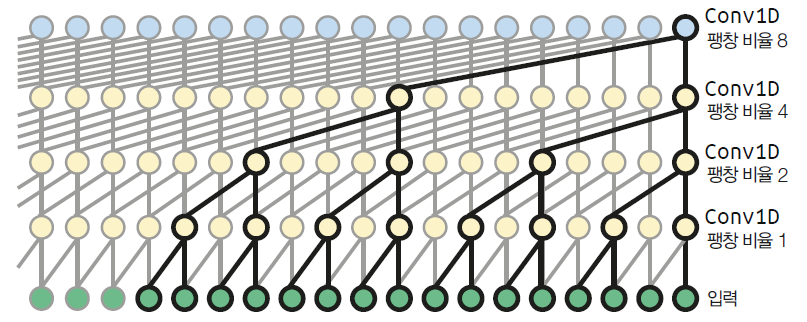 Conv1D
팽창 비율 8
Conv1D
팽창 비율 4
Conv1D
팽창 비율 2
Conv1D
팽창 비율 1
입력